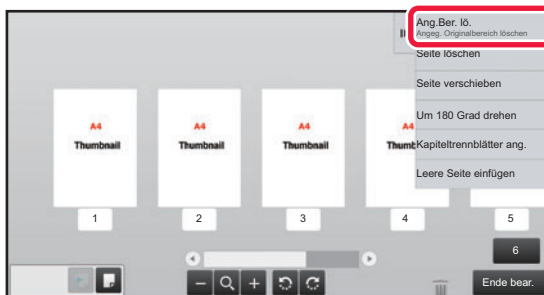 Ang.Ber. lö.
Angeg. Originalbereich löschen
Seite löschen
Seite verschieben
Um 180 Grad drehen
Kapiteltrennblätter ang.
Leere Seite einfügen
A4
Thumbnail
A4
Thumbnail
A4
Thumbnail
A4
Thumb
1
2
3
4
5
6
Ende bear.